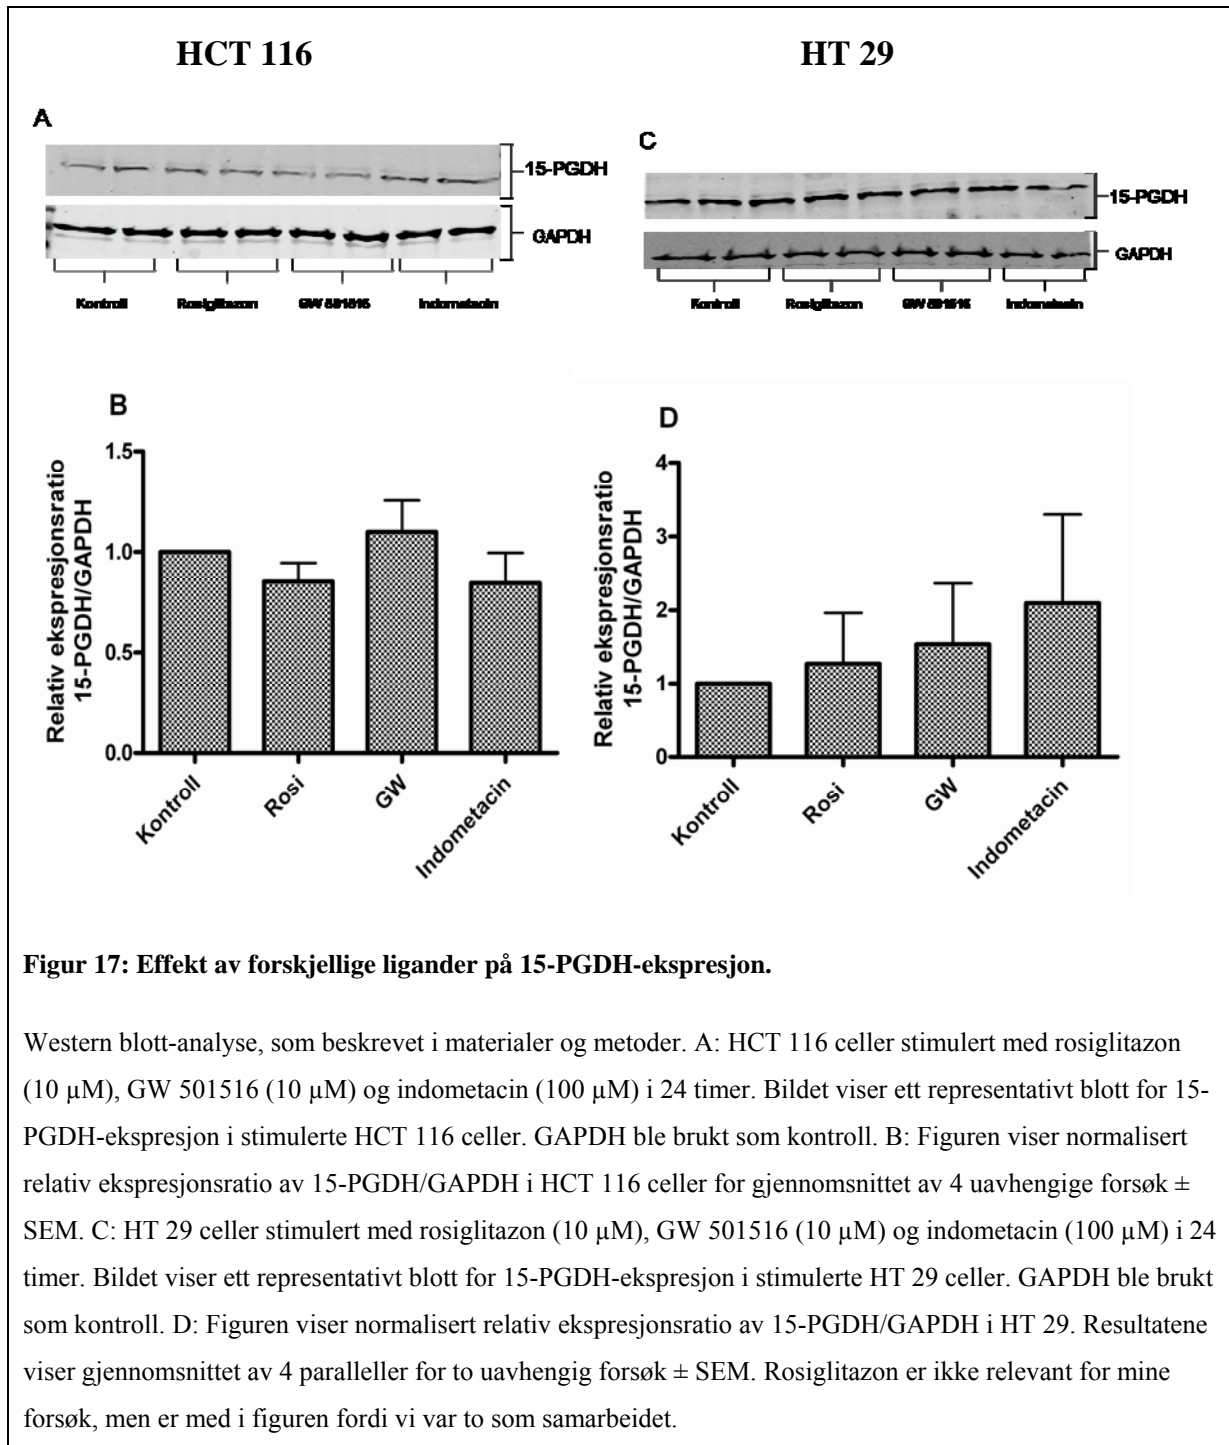 HCT 116
HT 29
A
15-PGDH
GAPDH
Kontroll Rosiglitazon GW 501516 Indometacin
C
15-PGDH
GAPDH
Kontroll Rosiglitazon GW 501516 Indometacin
B
Relativ ekspresjonsratio
15-PGDH/GAPDH
1.5
1.0
0.5
0.0
Kontroll
Rosi
GW
Indometacin
D
Relativ ekspresjonsratio
15-PGDH/GAPDH
4
3
2
1
0
Kontroll
Rosi
GW
Indometacin
Figur 17: Effekt av forskjellige ligander på 15-PGDH-ekspresjon.
Western blott-analyse, som beskrevet i materialer og metoder. A: HCT 116 celler stimulert med rosiglitazon
(10 µM), GW 501516 (10 µM) og indometacin (100 µM) i 24 timer. Bildet viser ett representativt blott for 15-
PGDH-ekspresjon i stimulerte HCT 116 celler. GAPDH ble brukt som kontroll. B: Figuren viser normalisert
relativ ekspresjonsratio av 15-PGDH/GAPDH i HCT 116 celler for gjennomsnittet av 4 uavhengige forsøk ±
SEM. C: HT 29 celler stimulert med rosiglitazon (10 µM), GW 501516 (10 µM) og indometacin (100 µM) i 24
timer. Bildet viser ett representativt blott for 15-PGDH-ekspresjon i stimulerte HT 29 celler. GAPDH ble brukt
som kontroll. D: Figuren viser normalisert relativ ekspresjonsratio av 15-PGDH/GAPDH i HT 29. Resultatene
viser gjennomsnittet av 4 paralleller for to uavhengig forsøk ± SEM. Rosiglitazon er ikke relevant for mine
forsøk, men er med i figuren fordi vi var to som samarbeidet.